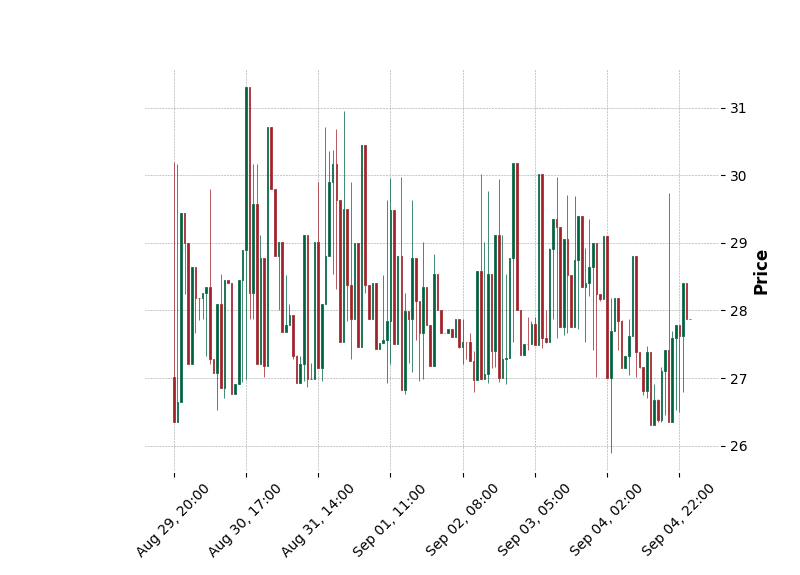 31
30
29
28
27
26
Price
Aug 29, 20:00
Aug 30, 17:00
Aug 31, 14:00
Sep 01, 11:00
Sep 02, 08:00
Sep 03, 05:00
Sep 04, 02:00
Sep 04, 22:00